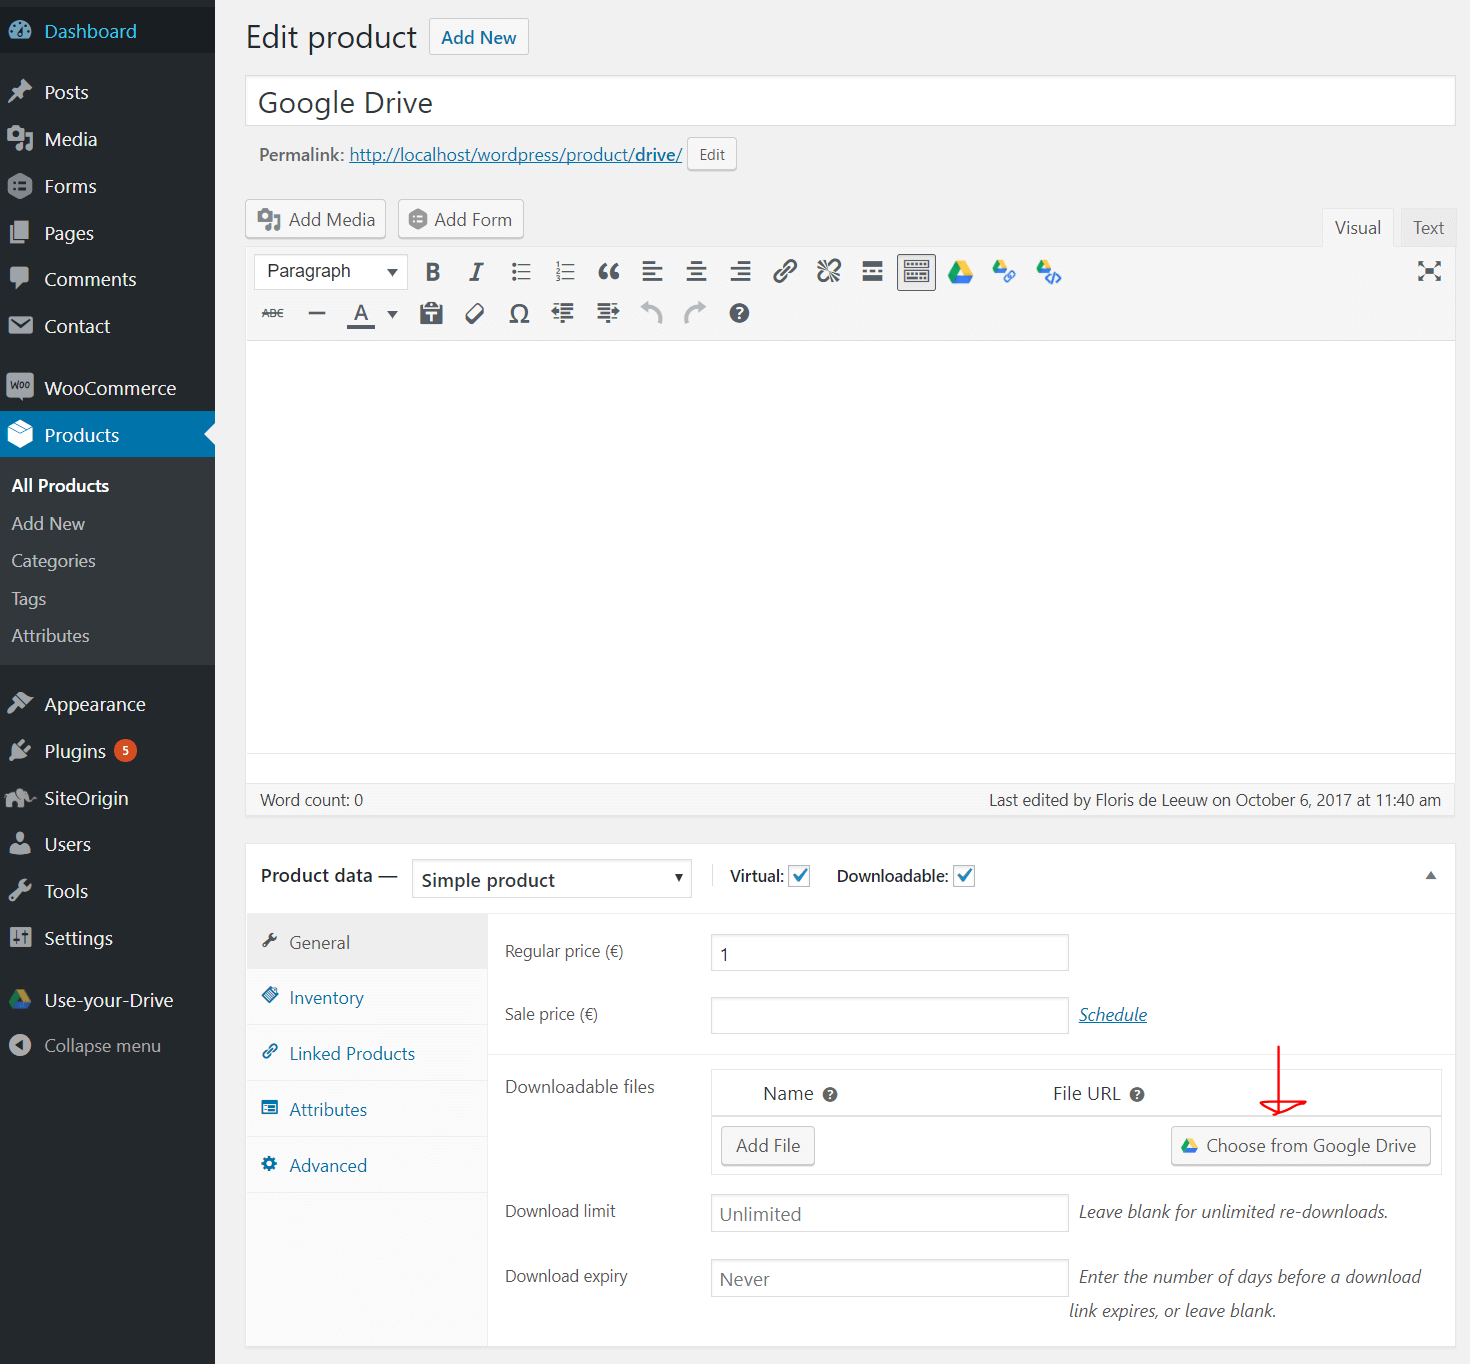 Dashboard
Posts
Media
Forms
Pages
Comments
Contact
Woo WooCommerce
Products
All Products
Add New
Categories
Tags
Attributes
Appearance
Plugins 5
SiteOrigin
Users
Tools
Settings
Use-your-Drive
Collapse menu
Edit product Add New
Google Drive
Permalink: http://localhost/wordpress/product/drive/ Edit
Add Media Add Form
Visual Text
Paragraph B I
ABC A Ω ?
Word count: 0 Last edited by Floris de Leeuw on October 6, 2017 at 11:40 am
Product data — Simple product Virtual: Downloadable:
General
Inventory
Linked Products
Attributes
Advanced
Regular price (€) 1
Sale price (€) Schedule
Downloadable files Name ? File URL ?
Add File Choose from Google Drive
Download limit Unlimited Leave blank for unlimited re-downloads.
Download expiry Never Enter the number of days before a download
link expires, or leave blank.